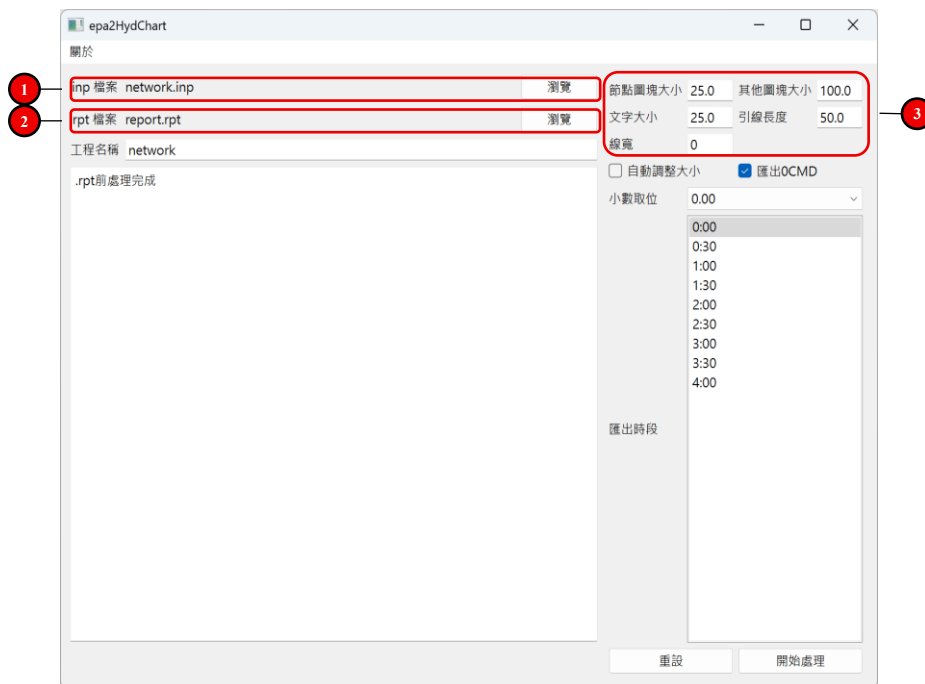 epa2HydChart
關於
1
inp 檔案 network.inp 瀏覽
2
rpt 檔案 report.rpt 瀏覽
工程名稱 network
.rpt前處理完成
節點圖塊大小 25.0 其他圖塊大小 100.0
3
文字大小 25.0 引線長度 50.0
線寬 0
自動調整大小 匯出0CMD
小數取位 0.00
匯出時段
0:00
0:30
1:00
1:30
2:00
2:30
3:00
3:30
4:00
重設 開始處理